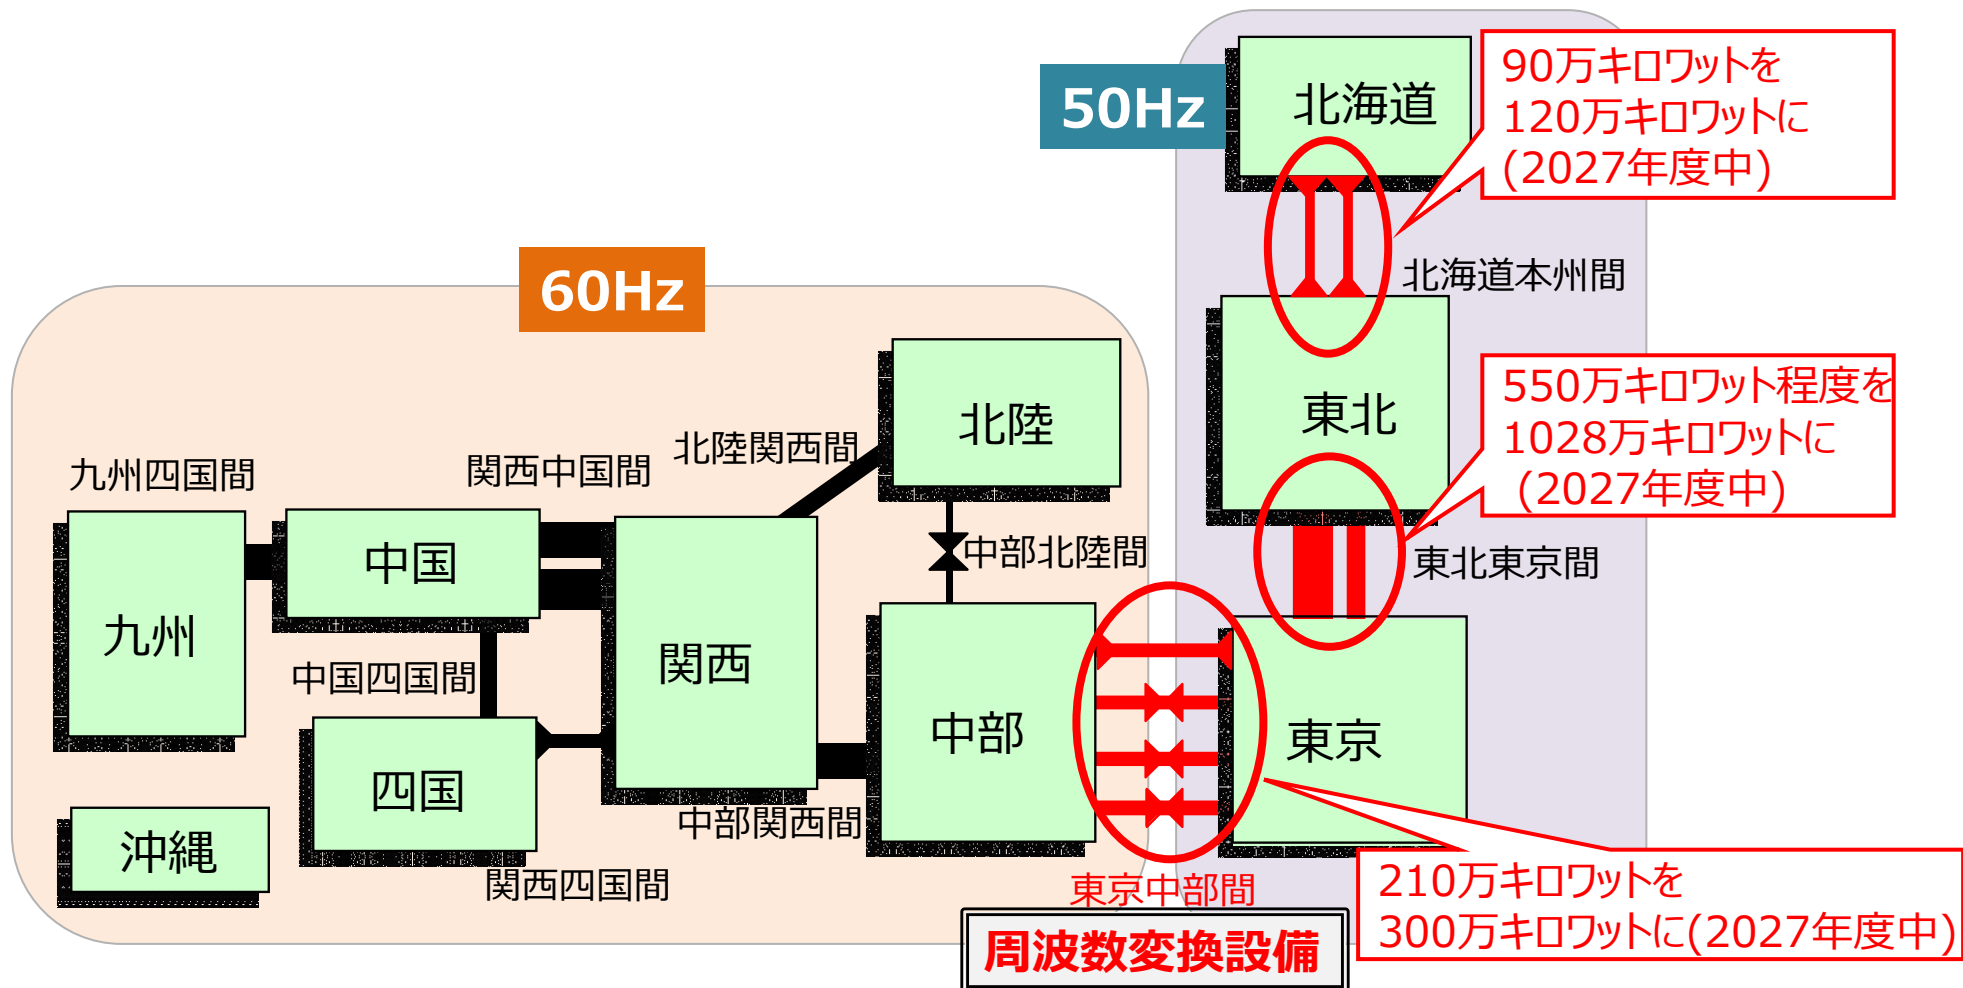 50Hz
北海道
90万キロワットを
120万キロワットに
(2027年度中)
北海道本州間
60Hz
北陸
東北
550万キロワット程度を
1028万キロワットに
(2027年度中)
九州四国間
関西中国間
北陸関西間
中部北陸間
東北東京間
九州
中国
関西
中部
東京
中国四国間
四国
沖縄
中部関西間
関西四国間
東京中部間
周波数変換設備
210万キロワットを
300万キロワットに(2027年度中)